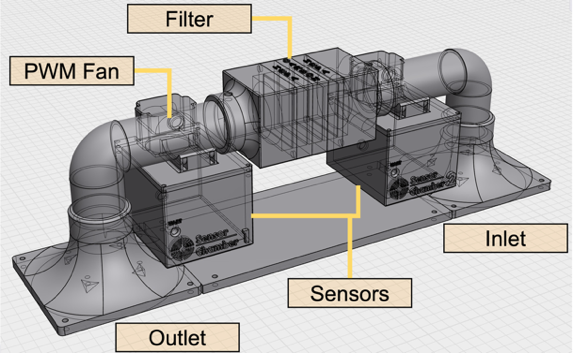 Filter
PWM Fan
Sensor
Chamber 2
Sensor
Chamber 1
Inlet
Sensors
Outlet